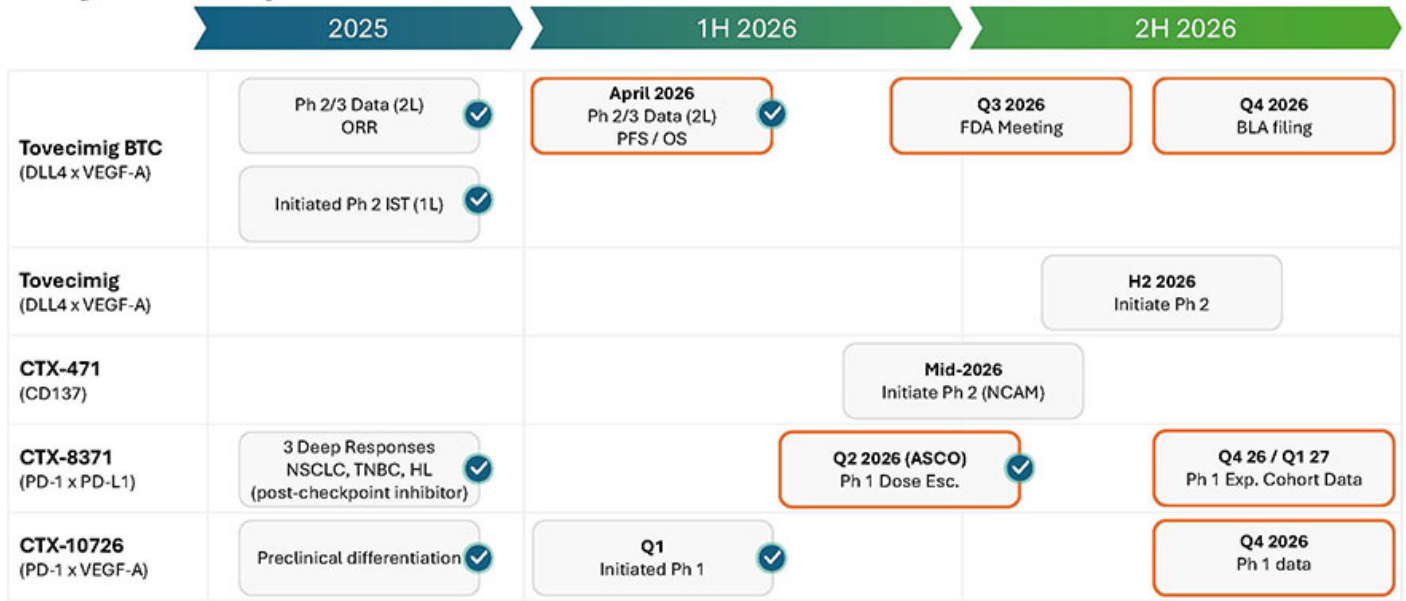 2025
1H 2026
2H 2026
Tovecimig BTC
(DLL4 x VEGF-A)
Ph 2/3 Data (2L)
ORR
Initiated Ph 2 IST (1L)
April 2026
Ph 2/3 Data (2L)
PFS / OS
Q3 2026
FDA Meeting
Q4 2026
BLA filing
Tovecimig
(DLL4 x VEGF-A)
H2 2026
Initiate Ph 2
CTX-471
(CD137)
Mid-2026
Initiate Ph 2 (NCAM)
CTX-8371
(PD-1 x PD-L1)
3 Deep Responses
NSCLC, TNBC, HL
(post-checkpoint inhibitor)
Q2 2026 (ASCO)
Ph 1 Dose Esc.
Q4 26 / Q1 27
Ph 1 Exp. Cohort Data
CTX-10726
(PD-1 x VEGF-A)
Preclinical differentiation
Q1
Initiated Ph 1
Q4 2026
Ph 1 data